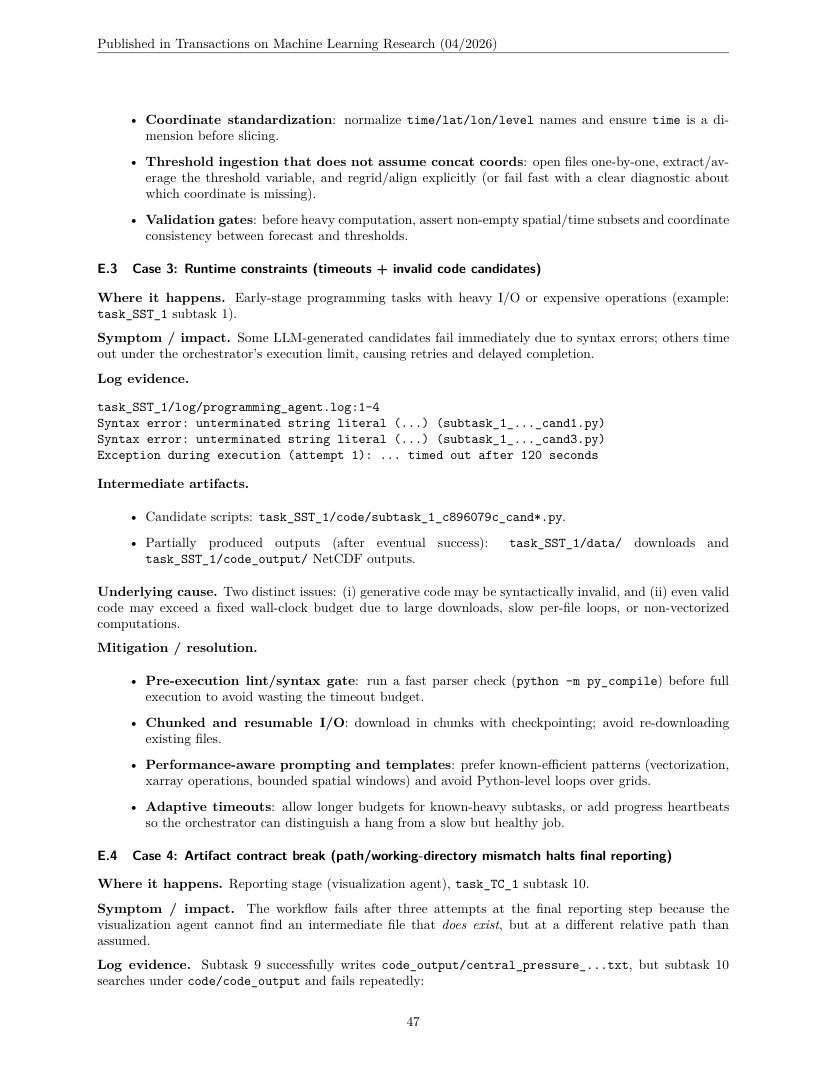 Published in Transactions on Machine Learning Research (04/2026)
• Coordinate standardization: normalize time/lat/lon/level names and ensure time is a di-
mension before slicing.
• Threshold ingestion that does not assume concat coords: open files one-by-one, extract/av-
erage the threshold variable, and regrid/align explicitly (or fail fast with a clear diagnostic about
which coordinate is missing).
• Validation gates: before heavy computation, assert non-empty spatial/time subsets and coordinate
consistency between forecast and thresholds.
E.3 Case 3: Runtime constraints (timeouts + invalid code candidates)
Where it happens. Early-stage programming tasks with heavy I/O or expensive operations (example:
task_SST_1 subtask 1).
Symptom / impact. Some LLM-generated candidates fail immediately due to syntax errors; others time
out under the orchestrator's execution limit, causing retries and delayed completion.
Log evidence.
task_SST_1/log/programming_agent.log:1-4
Syntax error: unterminated string literal (...) (subtask_1_..._cand1.py)
Syntax error: unterminated string literal (...) (subtask_1_..._cand3.py)
Exception during execution (attempt 1): ... timed out after 120 seconds
Intermediate artifacts.
• Candidate scripts: task_SST_1/code/subtask_1_c896079c_cand*.py.
• Partially produced outputs (after eventual success): task_SST_1/data/ downloads and
task_SST_1/code_output/ NetCDF outputs.
Underlying cause. Two distinct issues: (i) generative code may be syntactically invalid, and (ii) even valid
code may exceed a fixed wall-clock budget due to large downloads, slow per-file loops, or non-vectorized
computations.
Mitigation / resolution.
• Pre-execution lint/syntax gate: run a fast parser check (python -m py_compile) before full
execution to avoid wasting the timeout budget.
• Chunked and resumable I/O: download in chunks with checkpointing; avoid re-downloading
existing files.
• Performance-aware prompting and templates: prefer known-efficient patterns (vectorization,
xarray operations, bounded spatial windows) and avoid Python-level loops over grids.
• Adaptive timeouts: allow longer budgets for known-heavy subtasks, or add progress heartbeats
so the orchestrator can distinguish a hang from a slow but healthy job.
E.4 Case 4: Artifact contract break (path/working-directory mismatch halts final reporting)
Where it happens. Reporting stage (visualization agent), task_TC_1 subtask 10.
Symptom / impact. The workflow fails after three attempts at the final reporting step because the
visualization agent cannot find an intermediate file that does exist, but at a different relative path than
assumed.
Log evidence. Subtask 9 successfully writes code_output/central_pressure_...txt, but subtask 10
searches under code/code_output and fails repeatedly:
47